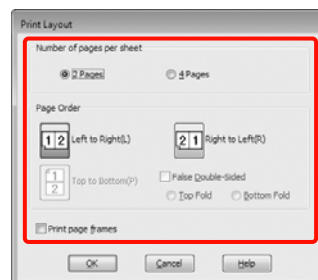 Print Layout
Number of pages per sheet
2 Pages
4 Pages
Page Order
1 2 Left to Right(L)
2 1 Right to Left(R)
1
2
Top to Bottom(P)
False Double-Sided
Top Fold
Bottom Fold
Print page frames
OK
Cancel
Help